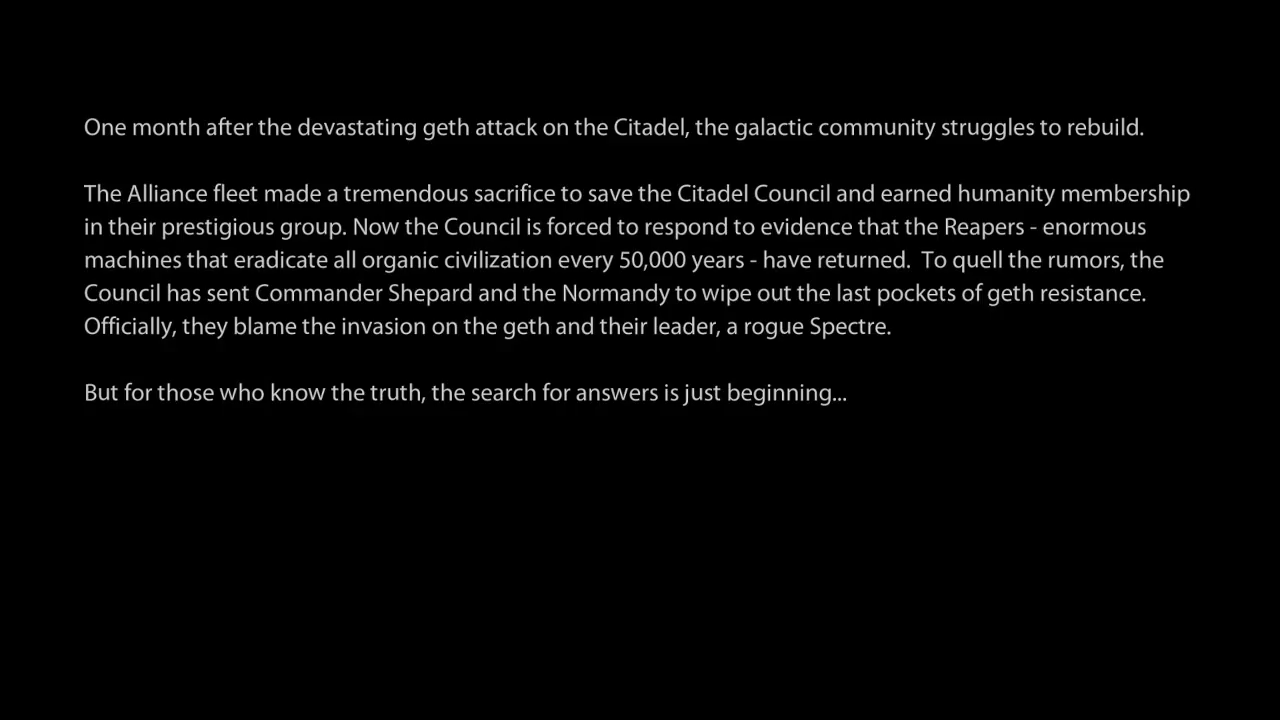 One month after the devastating geth attack on the Citadel, the galactic community struggles to rebuild.
The Alliance fleet made a tremendous sacrifice to save the Citadel Council and earned humanity membership
in their prestigious group. Now the Council is forced to respond to evidence that the Reapers - enormous
machines that eradicate all organic civilization every 50,000 years - have returned.  To quell the rumors, the
Council has sent Commander Shepard and the Normandy to wipe out the last pockets of geth resistance.
Officially, they blame the invasion on the geth and their leader, a rogue Spectre.
But for those who know the truth, the search for answers is just beginning...